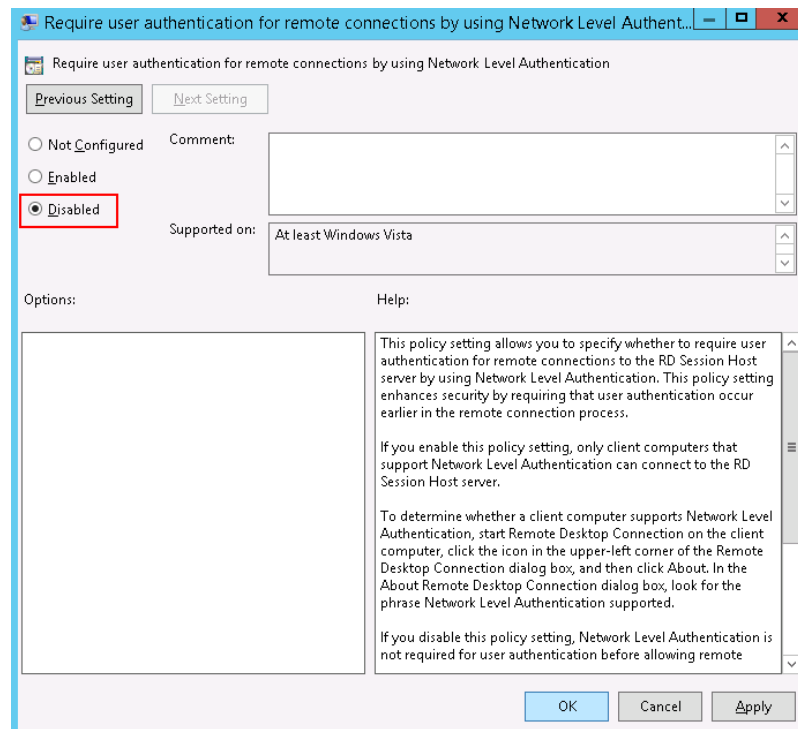 Require user authentication for remote connections by using Network Level Authent...
Require user authentication for remote connections by using Network Level Authentication
Previous Setting
Next Setting
Not Configured
Comment:
Enabled
Disabled
Supported on:
At least Windows Vista
Options:
Help:
This policy setting allows you to specify whether to require user
authentication for remote connections to the RD Session Host
server by using Network Level Authentication. This policy setting
enhances security by requiring that user authentication occur
earlier in the remote connection process.
If you enable this policy setting, only client computers that
support Network Level Authentication can connect to the RD
Session Host server.
To determine whether a client computer supports Network Level
Authentication, start Remote Desktop Connection on the client
computer, click the icon in the upper-left corner of the Remote
Desktop Connection dialog box, and then click About. In the
About Remote Desktop Connection dialog box, look for the
phrase Network Level Authentication supported.
If you disable this policy setting, Network Level Authentication is
not required for user authentication before allowing remote
OK
Cancel
Apply